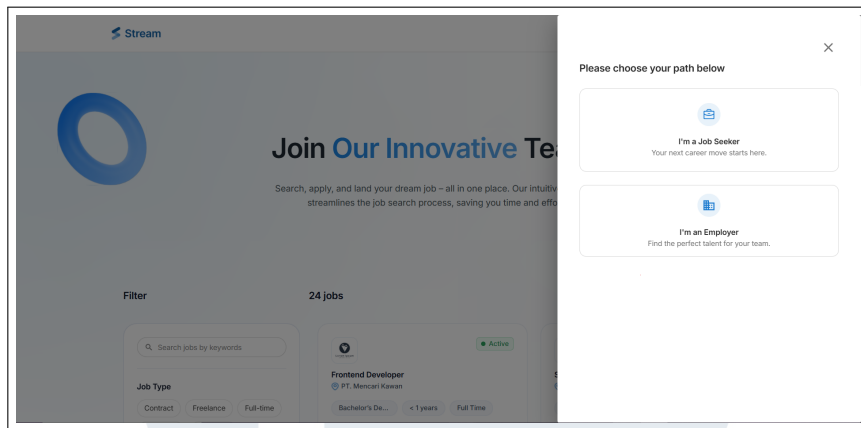 Stream
Join Our Innovative Te
Search, apply, and land your dream job – all in one place. Our intuitiv
streamlines the job search process, saving you time and effo
Filter
24 jobs
Search jobs by keywords
Job Type
Contract Freelance Full-time
Active
Frontend Developer
PT. Mencari Kawan
Bachelor's De... < 1 years Full Time
Please choose your path below
I'm a Job Seeker
Your next career move starts here.
I'm an Employer
Find the perfect talent for your team.